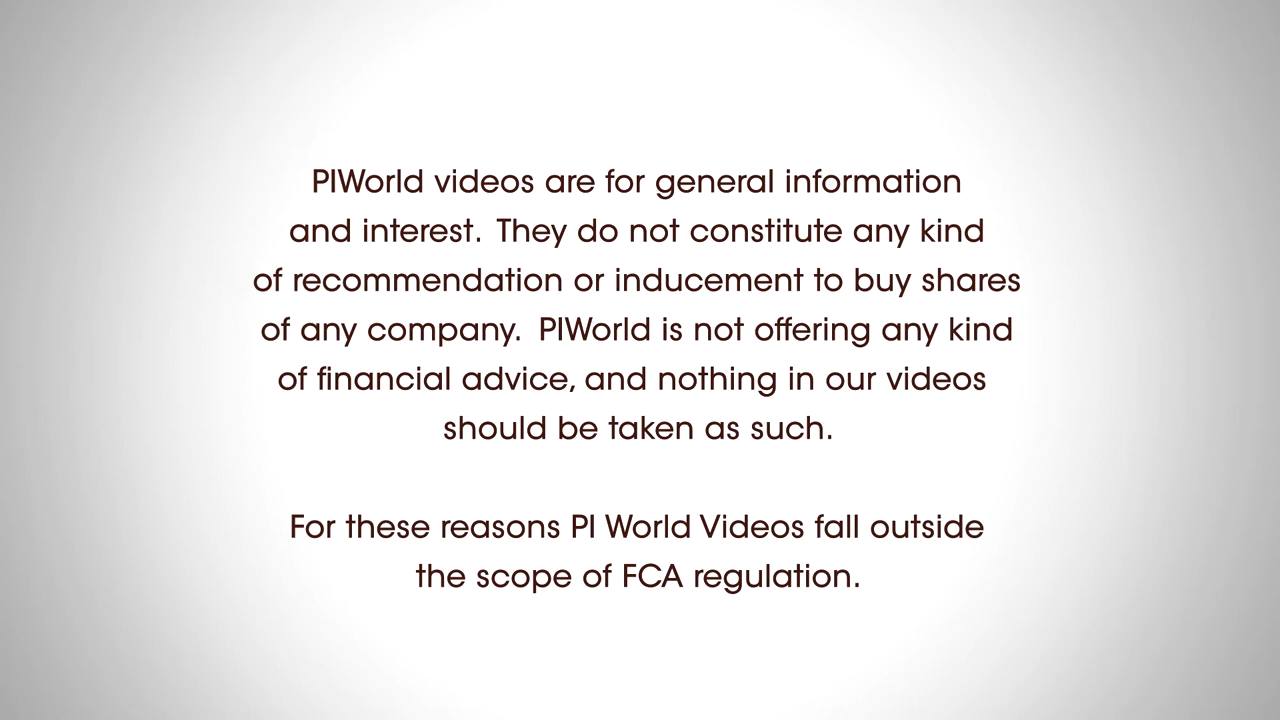 PIWorld videos are for general information
and interest. They do not constitute any kind
of recommendation or inducement to buy shares
of any company. PIWorld is not offering any kind
of financial advice, and nothing in our videos
should be taken as such.
For these reasons PI World Videos fall outside
the scope of FCA regulation.